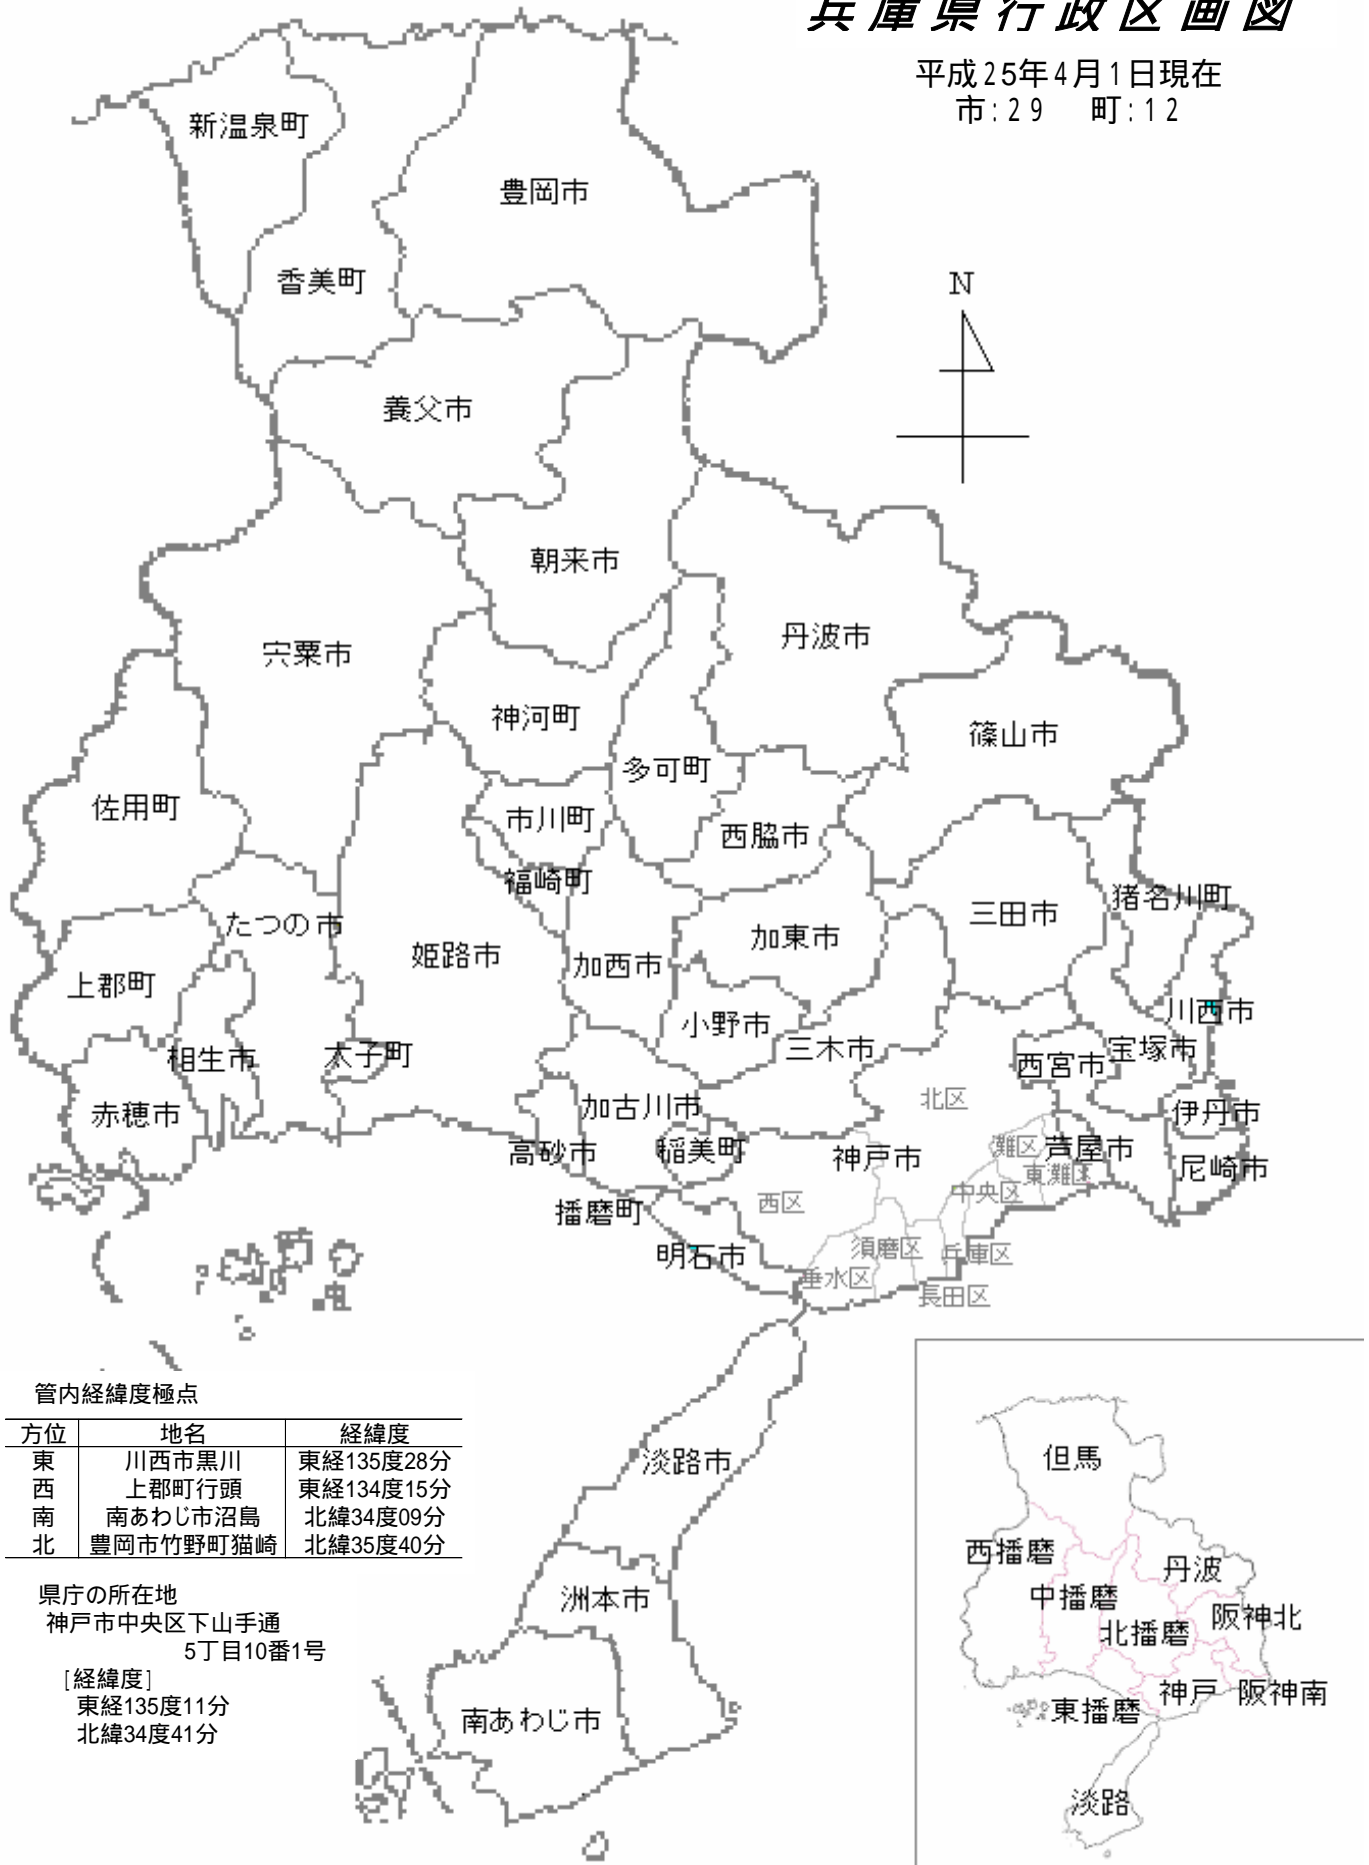 兵庫県行政区画図
平成25年4月1日現在
市:29 町:12
新温泉町
豊岡市
香美町
N
養父市
朝来市
丹波市
宍粟市
神河町
篠山市
多可町
佐用町
市川町
西脇市
福崎町
猪名川町
三田市
たつの市
加東市
姫路市
加西市
上郡町
川西市
小野市
三木市
宝塚市
相生市
太子町
西宮市
北区
赤穂市
加古川市
伊丹市
高砂市
稲美町
神戸市
灘区
芦屋市
尼崎市
東灘区
中央区
西区
播磨町
明石市
須磨区
兵庫区
垂水区
長田区
管内経緯度極点
方位 地名 経緯度
東 川西市黒川 東経135度28分
西 上郡町行頭 東経134度15分
南 南あわじ市沼島 北緯34度09分
北 豊岡市竹野町猫崎 北緯35度40分
県庁の所在地
神戸市中央区下山手通
5丁目10番1号
[経緯度]
東経135度11分
北緯34度41分
淡路市
洲本市
南あわじ市
但馬
西播磨
丹波
中播磨
阪神北
北播磨
神戸
阪神南
東播磨
淡路